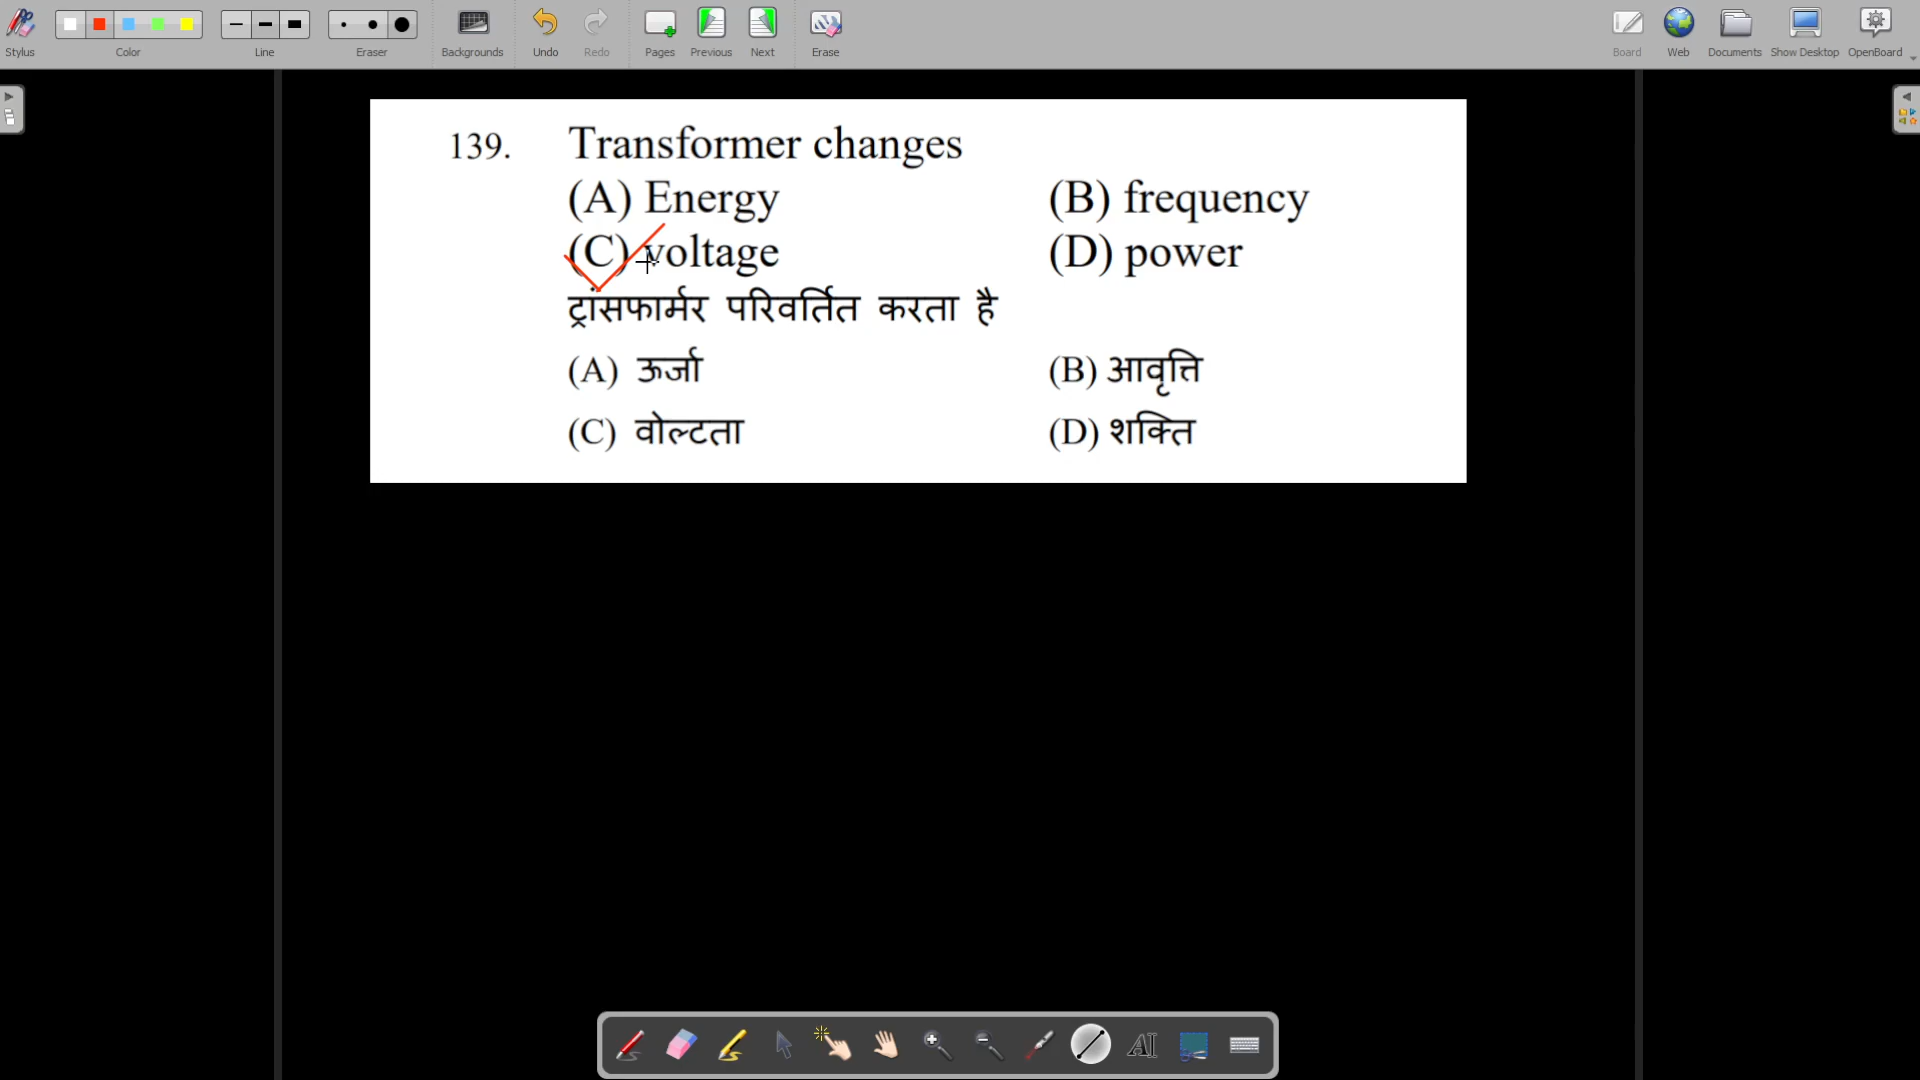 Stylus Color Line Eraser Backgrounds Undo Redo Pages Previous Next Erase Board Web Documents Show Desktop OpenBoard
139. Transformer changes
(A) Energy (B) frequency
(C) voltage (D) power
ट्रांसफार्मर परिवर्तित करता है
(A) ऊर्जा (B) आवृत्ति
(C) वोल्टता (D) शक्ति
AI